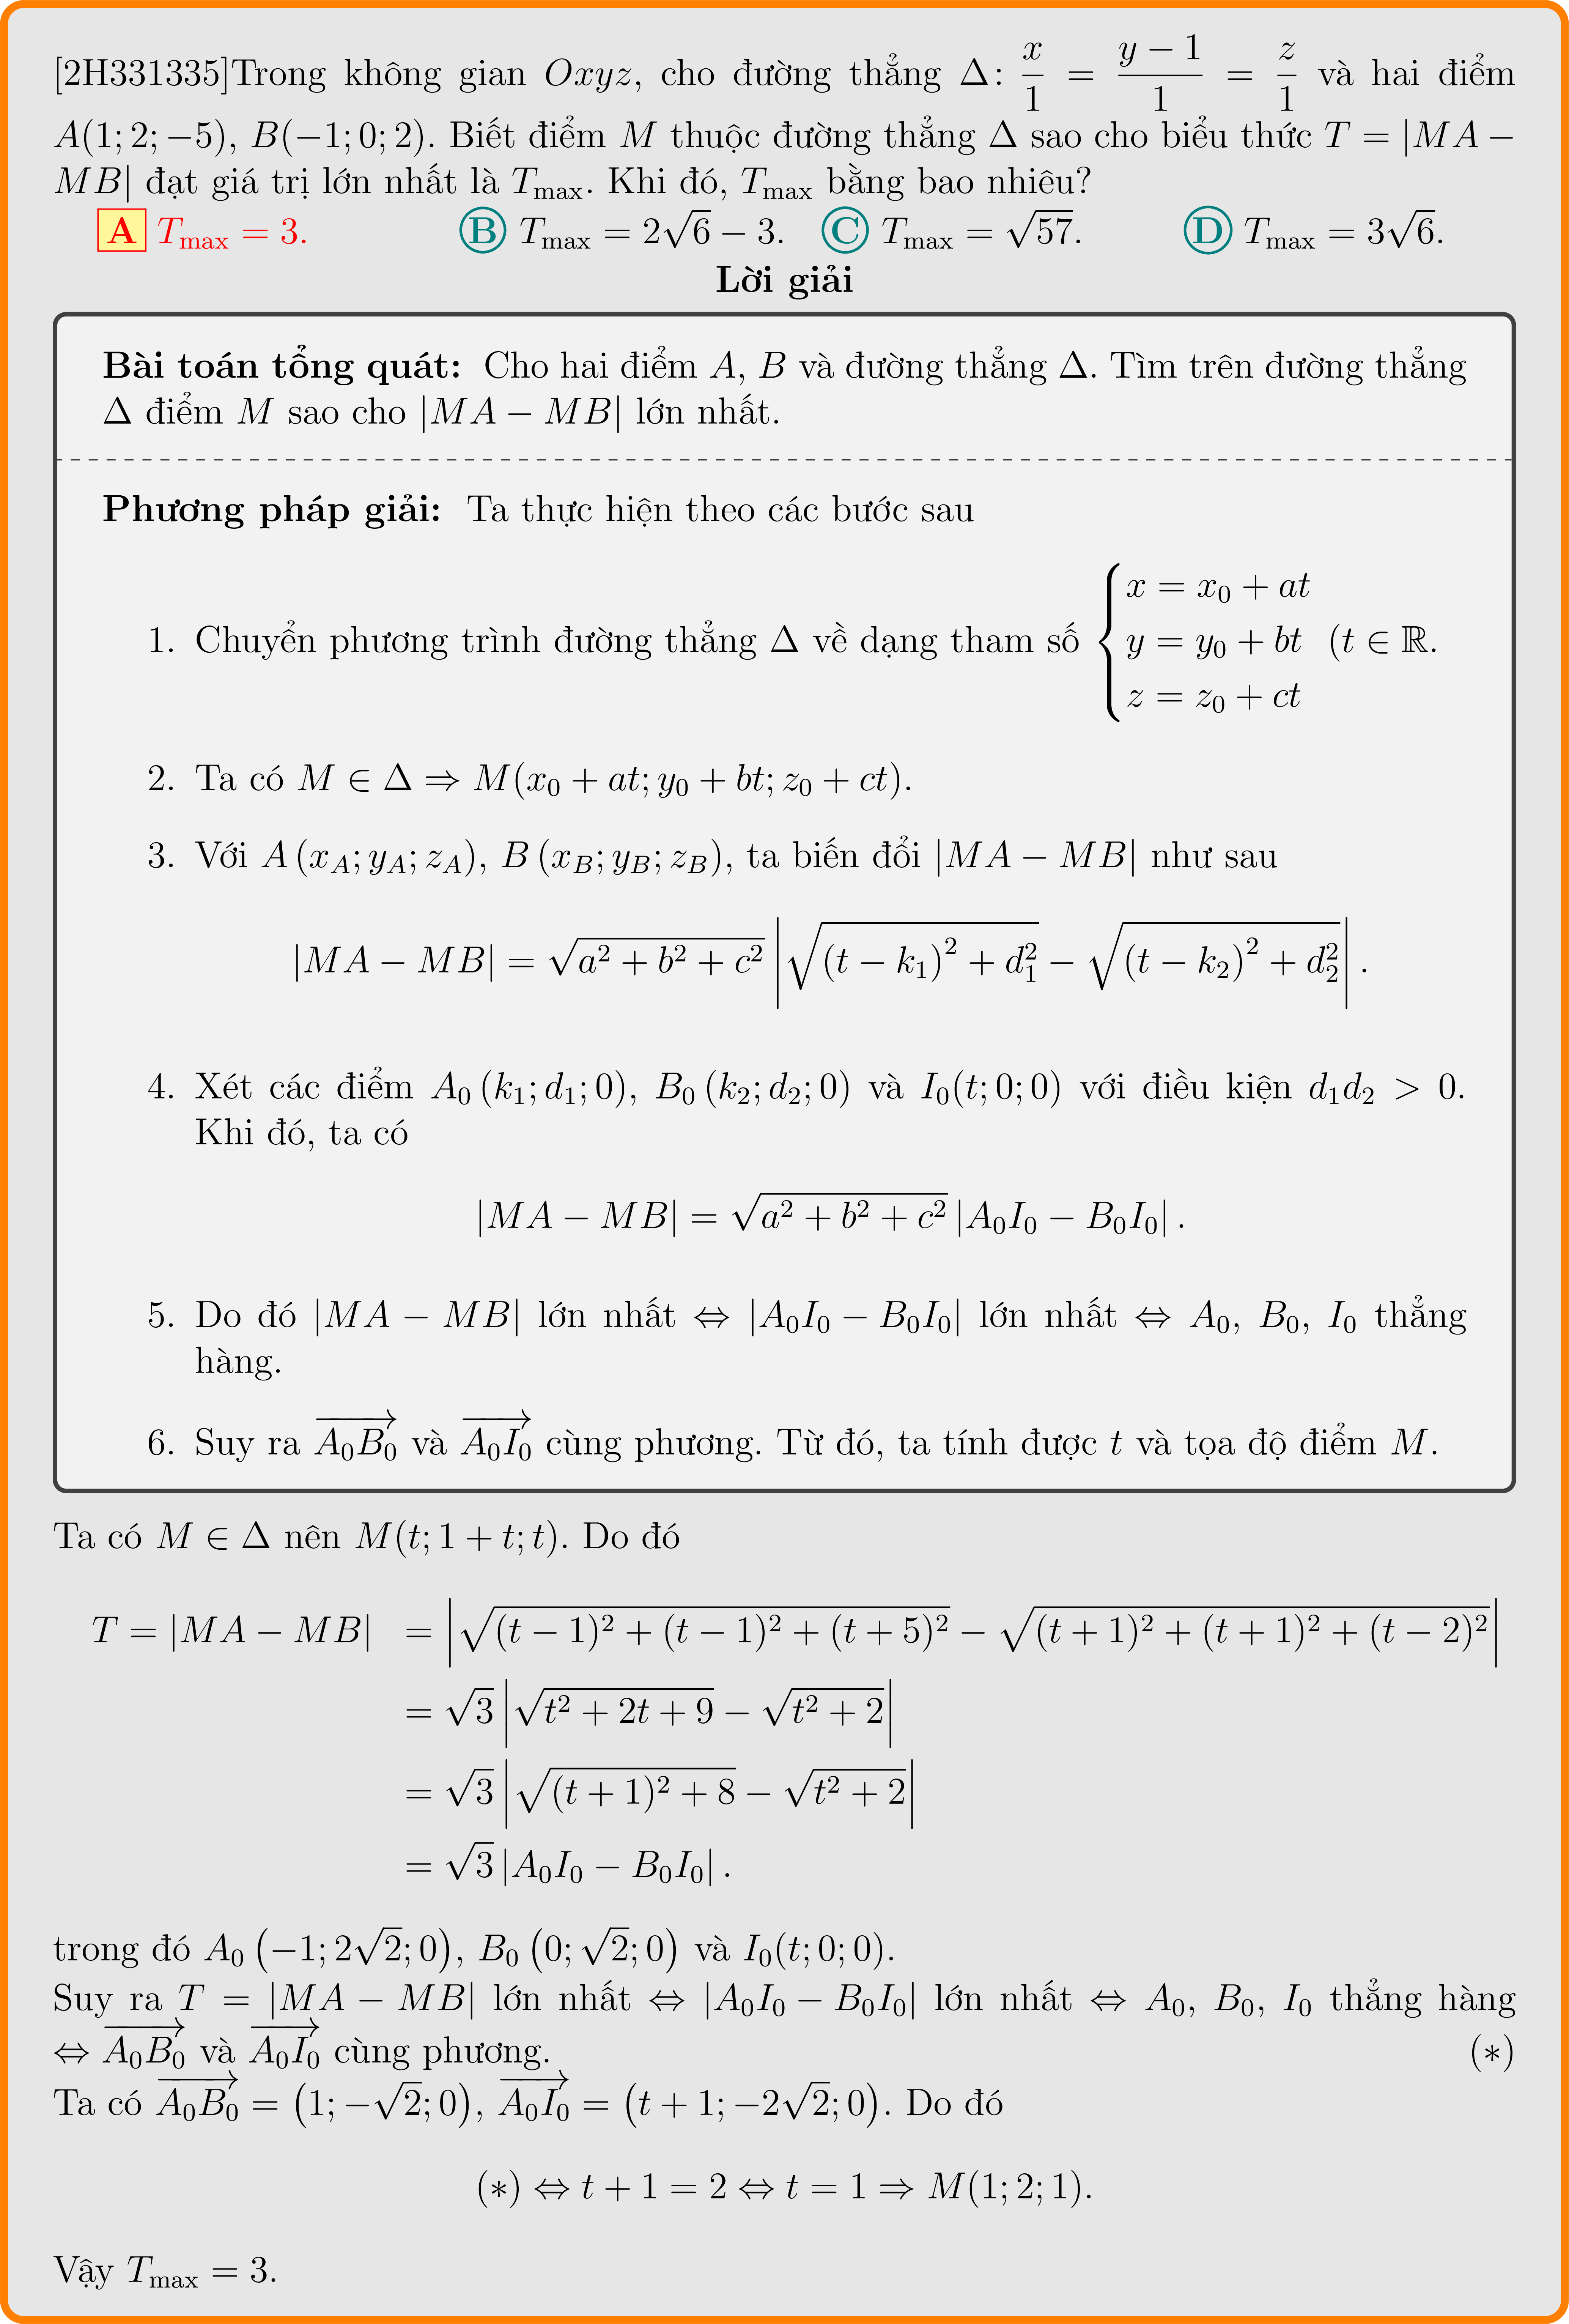 [2H331335]Trong không gian $Oxyz$, cho đường thẳng $\Delta\colon \dfrac{x}{1} = \dfrac{y-1}{1} = \dfrac{z}{1}$ và hai điểm
$A(1;2;-5)$, $B(-1;0;2)$. Biết điểm $M$ thuộc đường thẳng $\Delta$ sao cho biểu thức $T = |MA -$
$MB|$ đạt giá trị lớn nhất là $T_{\max}$. Khi đó, $T_{\max}$ bằng bao nhiêu?
A $T_{\max} = 3$. B $T_{\max} = 2\sqrt{6} - 3$. C $T_{\max} = \sqrt{57}$. D $T_{\max} = 3\sqrt{6}$.
Lời giải
Bài toán tổng quát: Cho hai điểm $A$, $B$ và đường thẳng $\Delta$. Tìm trên đường thẳng
$\Delta$ điểm $M$ sao cho $|MA - MB|$ lớn nhất.
Phương pháp giải: Ta thực hiện theo các bước sau
1. Chuyển phương trình đường thẳng $\Delta$ về dạng tham số $\begin{cases} x = x_0 + at \\ y = y_0 + bt \\ z = z_0 + ct \end{cases}$ $(t \in \mathbb{R}$.
2. Ta có $M \in \Delta \Rightarrow M(x_0 + at; y_0 + bt; z_0 + ct)$.
3. Với $A\,(x_A; y_A; z_A)$, $B\,(x_B; y_B; z_B)$, ta biến đổi $|MA - MB|$ như sau
$|MA - MB| = \sqrt{a^2 + b^2 + c^2} \left| \sqrt{(t - k_1)^2 + d_1^2} - \sqrt{(t - k_2)^2 + d_2^2} \right|.$
4. Xét các điểm $A_0\,(k_1; d_1; 0)$, $B_0\,(k_2; d_2; 0)$ và $I_0(t; 0; 0)$ với điều kiện $d_1 d_2 > 0$.
Khi đó, ta có
$|MA - MB| = \sqrt{a^2 + b^2 + c^2}\,|A_0I_0 - B_0I_0|.$
5. Do đó $|MA - MB|$ lớn nhất $\Leftrightarrow |A_0I_0 - B_0I_0|$ lớn nhất $\Leftrightarrow A_0$, $B_0$, $I_0$ thẳng
hàng.
6. Suy ra $\overrightarrow{A_0B_0}$ và $\overrightarrow{A_0I_0}$ cùng phương. Từ đó, ta tính được $t$ và tọa độ điểm $M$.
Ta có $M \in \Delta$ nên $M(t; 1 + t; t)$. Do đó
$T = |MA - MB| = \left| \sqrt{(t-1)^2 + (t-1)^2 + (t+5)^2} - \sqrt{(t+1)^2 + (t+1)^2 + (t-2)^2} \right|$
$= \sqrt{3} \left| \sqrt{t^2 + 2t + 9} - \sqrt{t^2 + 2} \right|$
$= \sqrt{3} \left| \sqrt{(t+1)^2 + 8} - \sqrt{t^2 + 2} \right|$
$= \sqrt{3}\,|A_0I_0 - B_0I_0|.$
trong đó $A_0\left(-1; 2\sqrt{2}; 0\right)$, $B_0\left(0; \sqrt{2}; 0\right)$ và $I_0(t; 0; 0)$.
Suy ra $T = |MA - MB|$ lớn nhất $\Leftrightarrow |A_0I_0 - B_0I_0|$ lớn nhất $\Leftrightarrow A_0$, $B_0$, $I_0$ thẳng hàng
$\Leftrightarrow \overrightarrow{A_0B_0}$ và $\overrightarrow{A_0I_0}$ cùng phương. (∗)
Ta có $\overrightarrow{A_0B_0} = \left(1; -\sqrt{2}; 0\right)$, $\overrightarrow{A_0I_0} = \left(t + 1; -2\sqrt{2}; 0\right)$. Do đó
$(*) \Leftrightarrow t + 1 = 2 \Leftrightarrow t = 1 \Rightarrow M(1; 2; 1).$
Vậy $T_{\max} = 3$.